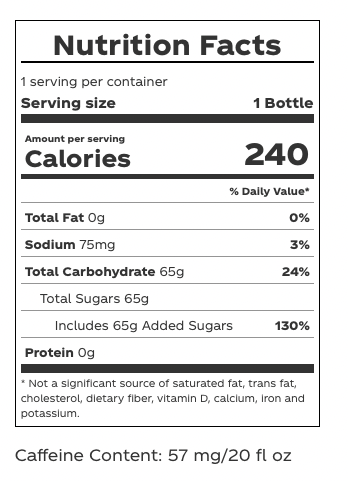 Nutrition Facts
1 serving per container
Serving size 1 Bottle
Amount per serving
Calories 240
% Daily Value*
Total Fat 0g 0%
Sodium 75mg 3%
Total Carbohydrate 65g 24%
Total Sugars 65g
Includes 65g Added Sugars 130%
Protein 0g
* Not a significant source of saturated fat, trans fat,
cholesterol, dietary fiber, vitamin D, calcium, iron and
potassium.
Caffeine Content: 57 mg/20 fl oz